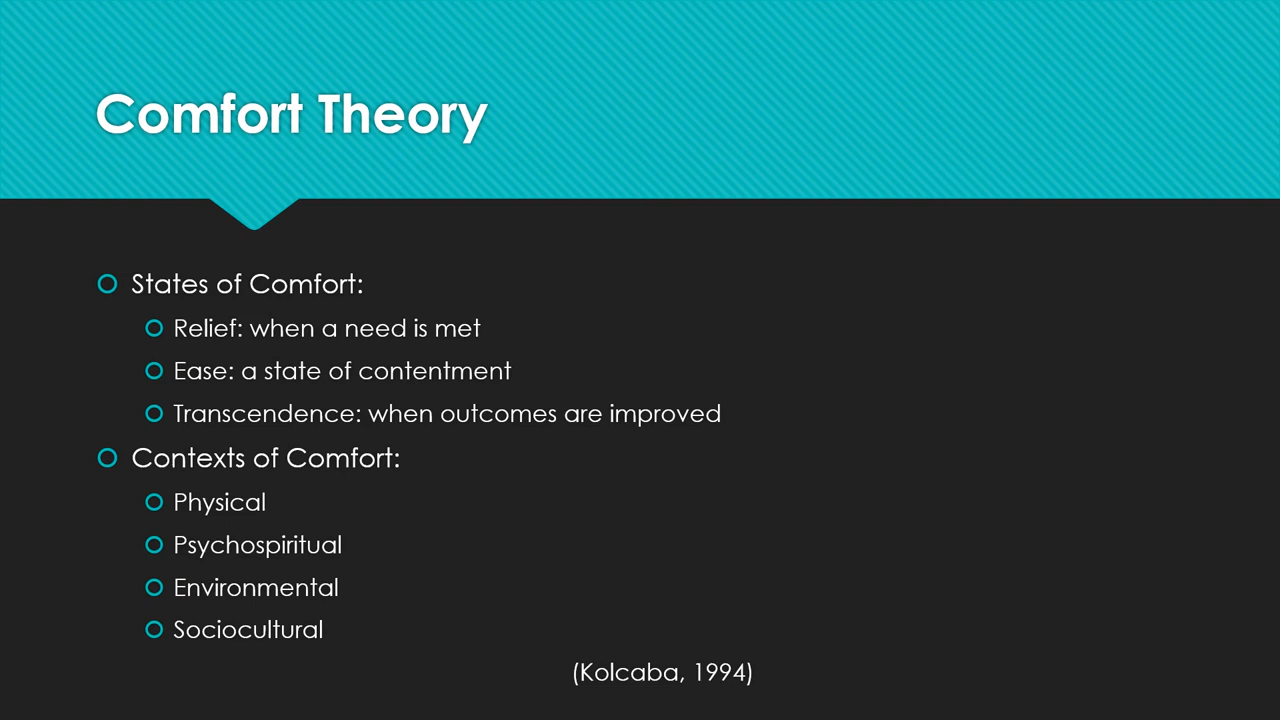 Comfort Theory
States of Comfort:
Relief: when a need is met
Ease: a state of contentment
Transcendence: when outcomes are improved
Contexts of Comfort:
Physical
Psychospiritual
Environmental
Sociocultural
(Kolcaba, 1994)